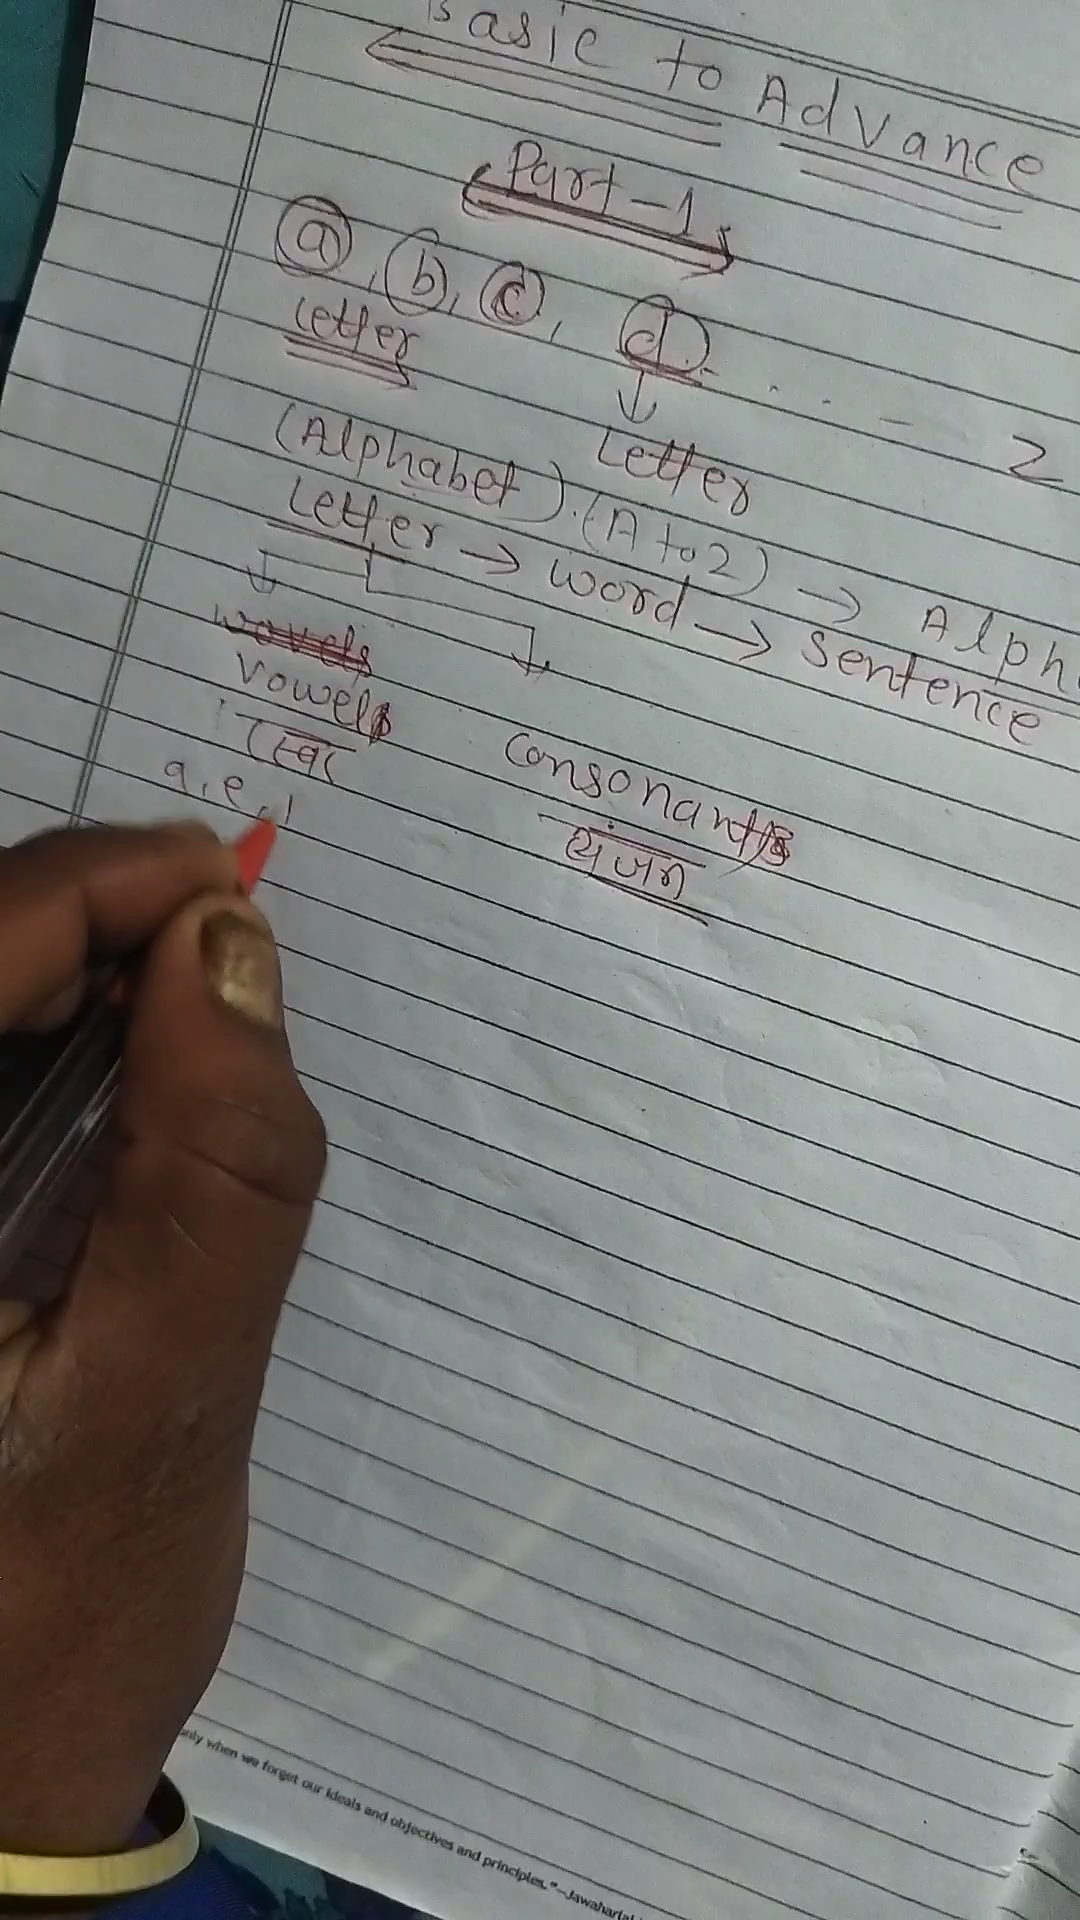 Basic to Advance
Part-1
a, b, c, d. . . . - Z
Letter
Letter
(Alphabet). (A to Z) → Alph
Letter → word → Sentence
Vowels
Consonants
स्वर
व्यंजन
a, e, i
only when we forget our ideals and objectives and principles."–Jawaharlal